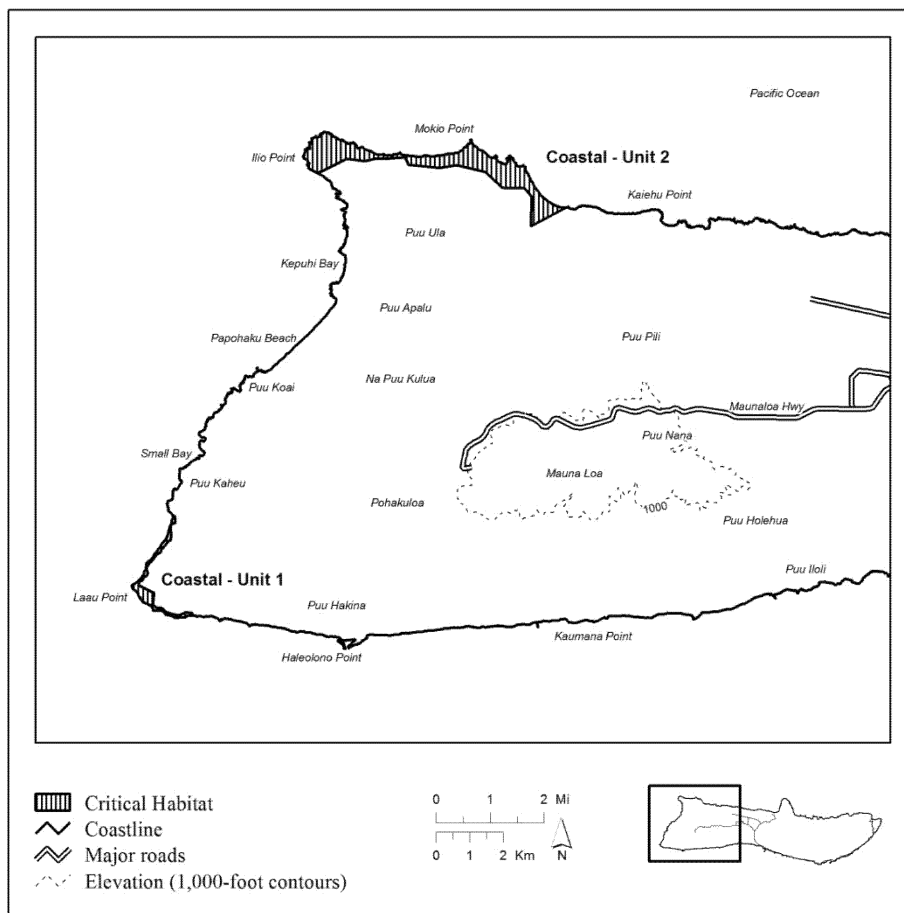 Pacific Ocean
Mokio Point
Ilio Point
Coastal - Unit 2
Kaiehu Point
Puu Ula
Kepuhi Bay
Puu Apalu
Papohaku Beach
Puu Pili
Na Puu Kulua
Puu Koai
Maunaloa Hwy
Puu Nana
Small Bay
Mauna Loa
Puu Kaheu
Pohakuloa
1000
Puu Holehua
Puu Iloli
Coastal - Unit 1
Laau Point
Puu Hakina
Kaumana Point
Haleolono Point
Critical Habitat
Coastline
Major roads
Elevation (1,000-foot contours)
0 1 2 Mi
0 1 2 Km
N